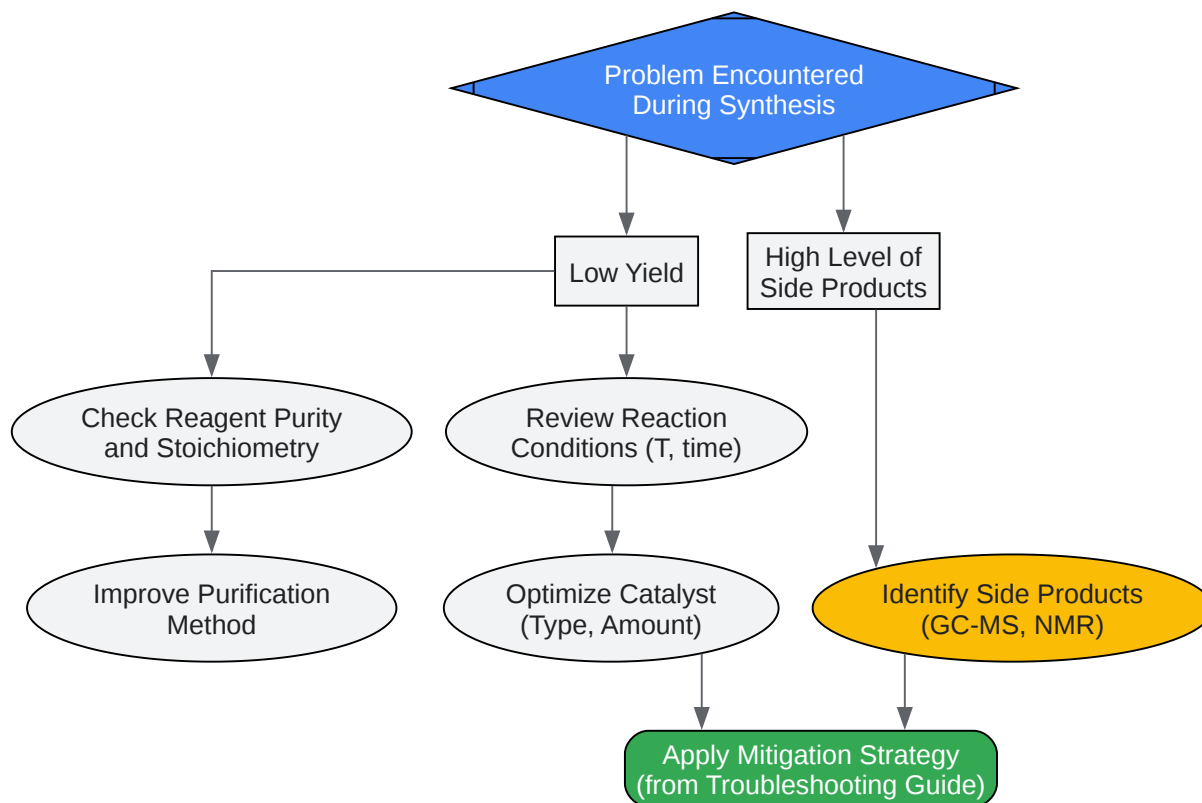 Problem Encountered
During Synthesis
Low Yield
High Level of
Side Products
Check Reagent Purity
and Stoichiometry
Review Reaction
Conditions (T, time)
Improve Purification
Method
Optimize Catalyst
(Type, Amount)
Identify Side Products
(GC-MS, NMR)
Apply Mitigation Strategy
(from Troubleshooting Guide)